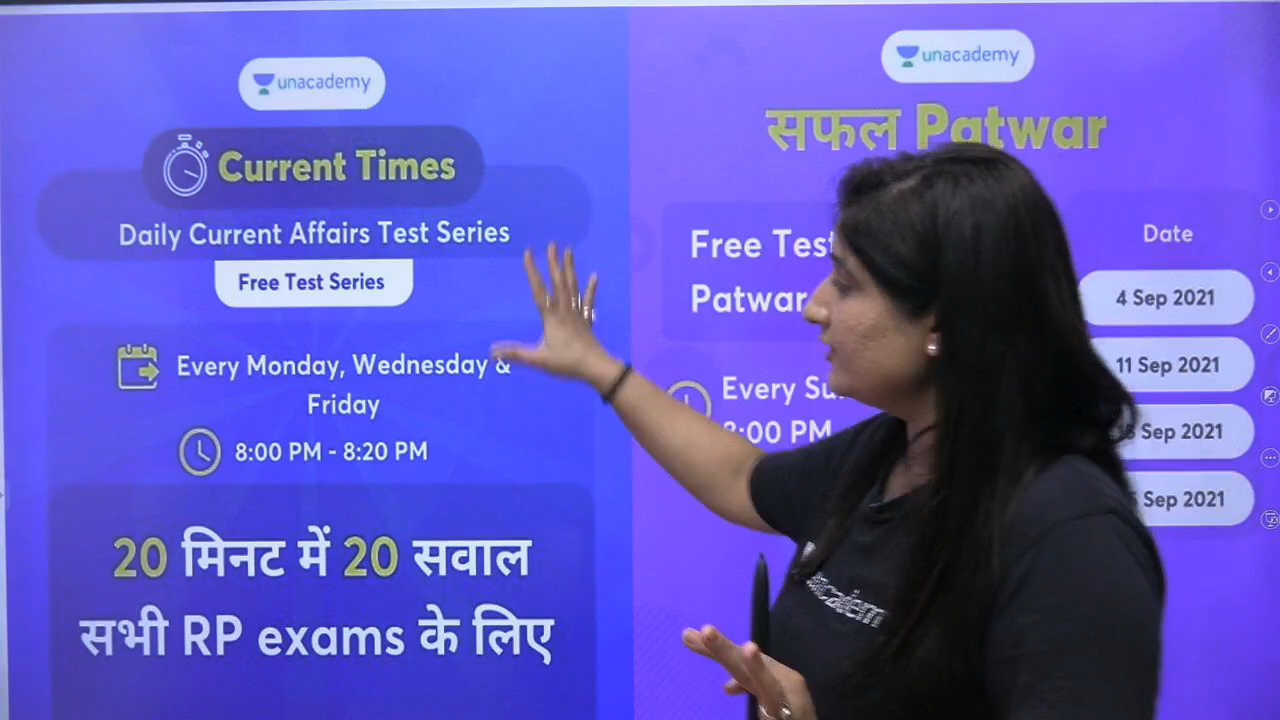 unacademy
Current Times
Daily Current Affairs Test Series
Free Test Series
Every Monday, Wednesday &
Friday
8:00 PM - 8:20 PM
20 मिनट में 20 सवाल
सभी RP exams के लिए
unacademy
सफल Patwar
Free Test
Patwar
Every
8:00 PM
Date
4 Sep 2021
11 Sep 2021
Sep 2021
Sep 2021